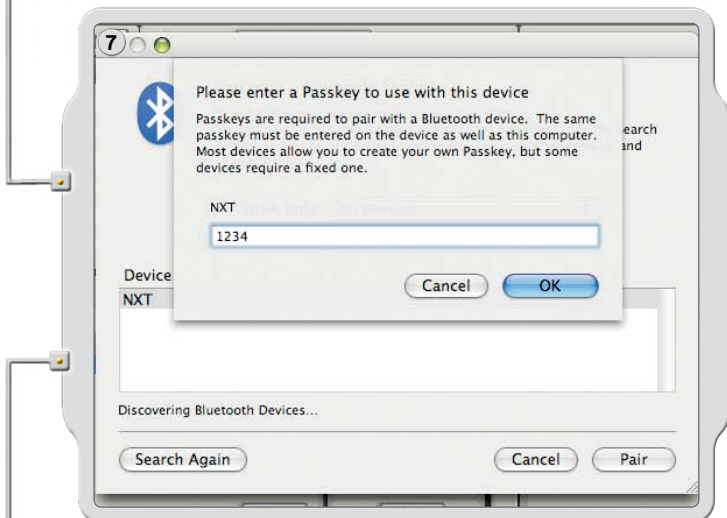 7
Please enter a Passkey to use with this device
Passkeys are required to pair with a Bluetooth device. The same
passkey must be entered on the device as well as this computer.
Most devices allow you to create your own Passkey, but some
devices require a fixed one.
earch
and
NXT
1234
Cancel
OK
Device
NXT
Discovering Bluetooth Devices...
Search Again
Cancel
Pair